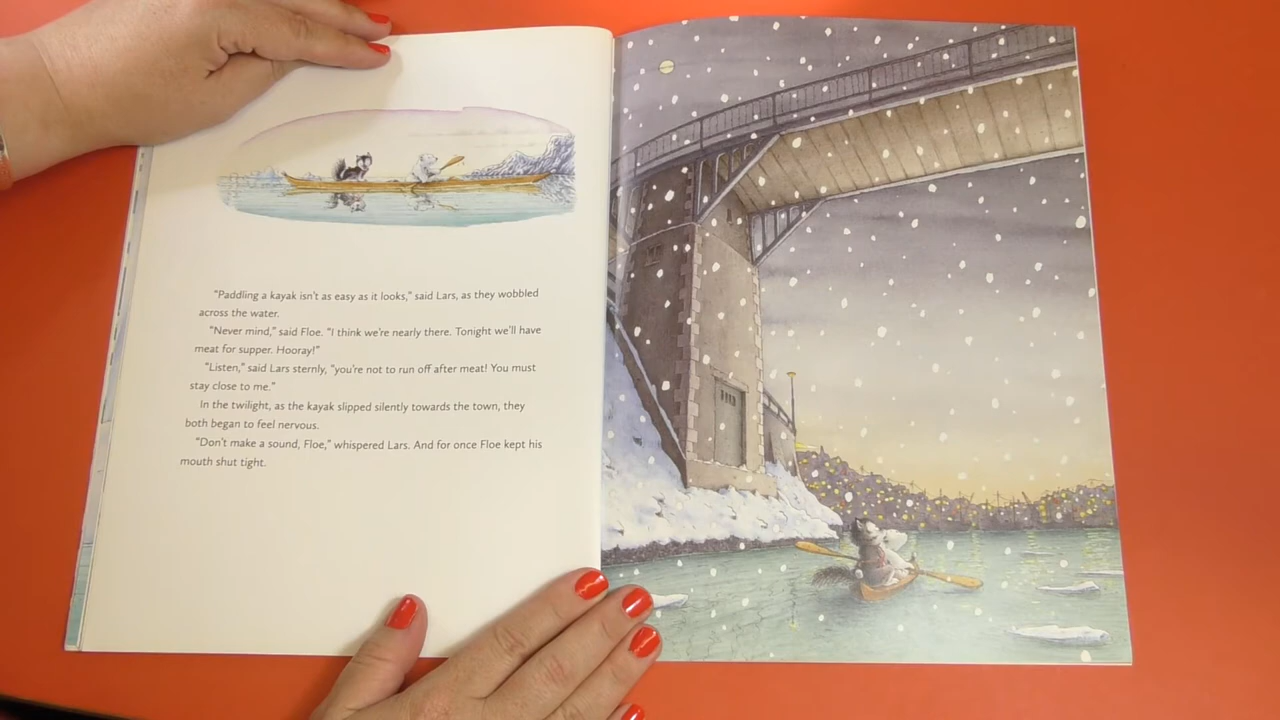 “Paddling a kayak isn’t as easy as it looks,” said Lars, as they wobbled
across the water.
“Never mind,” said Floe. “I think we’re nearly there. Tonight we’ll have
meat for supper. Hooray!”
“Listen,” said Lars sternly, “you’re not to run off after meat! You must
stay close to me.”
In the twilight, as the kayak slipped silently towards the town, they
both began to feel nervous.
“Don’t make a sound, Floe,” whispered Lars. And for once Floe kept his
mouth shut tight.